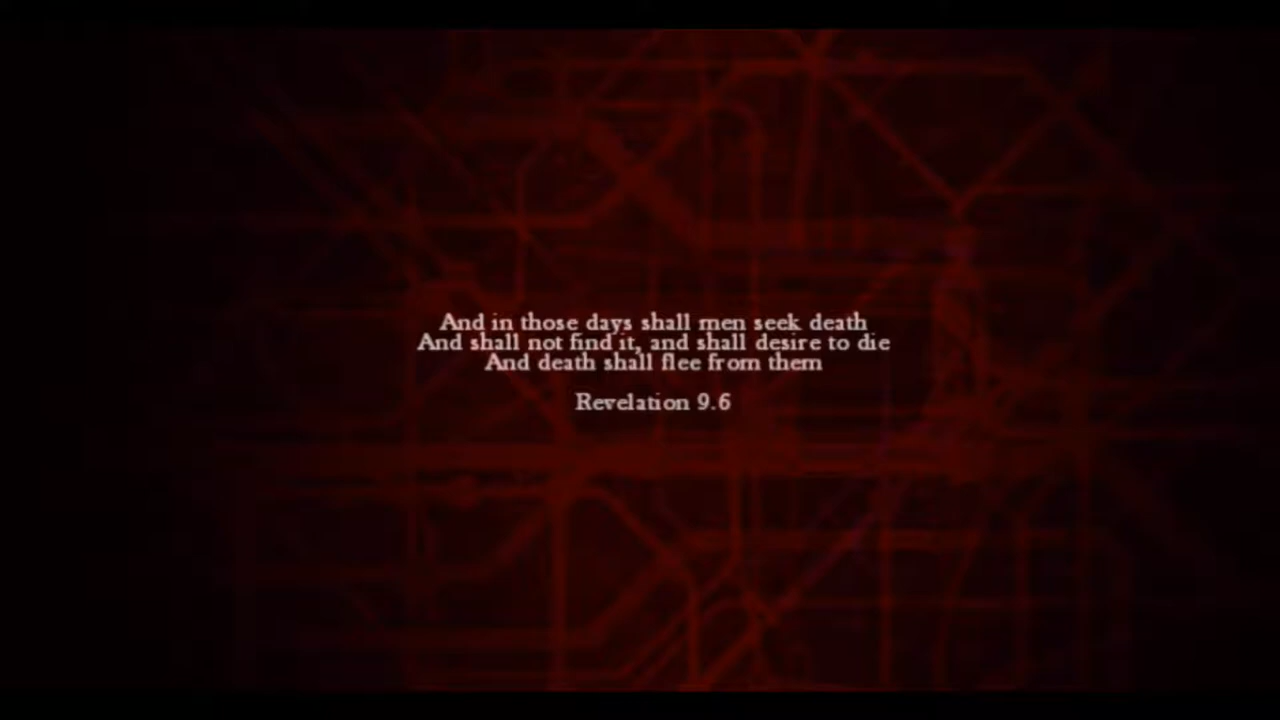 And in those days shall men seek death
And shall not find it, and shall desire to die
And death shall flee from them
Revelation 9.6